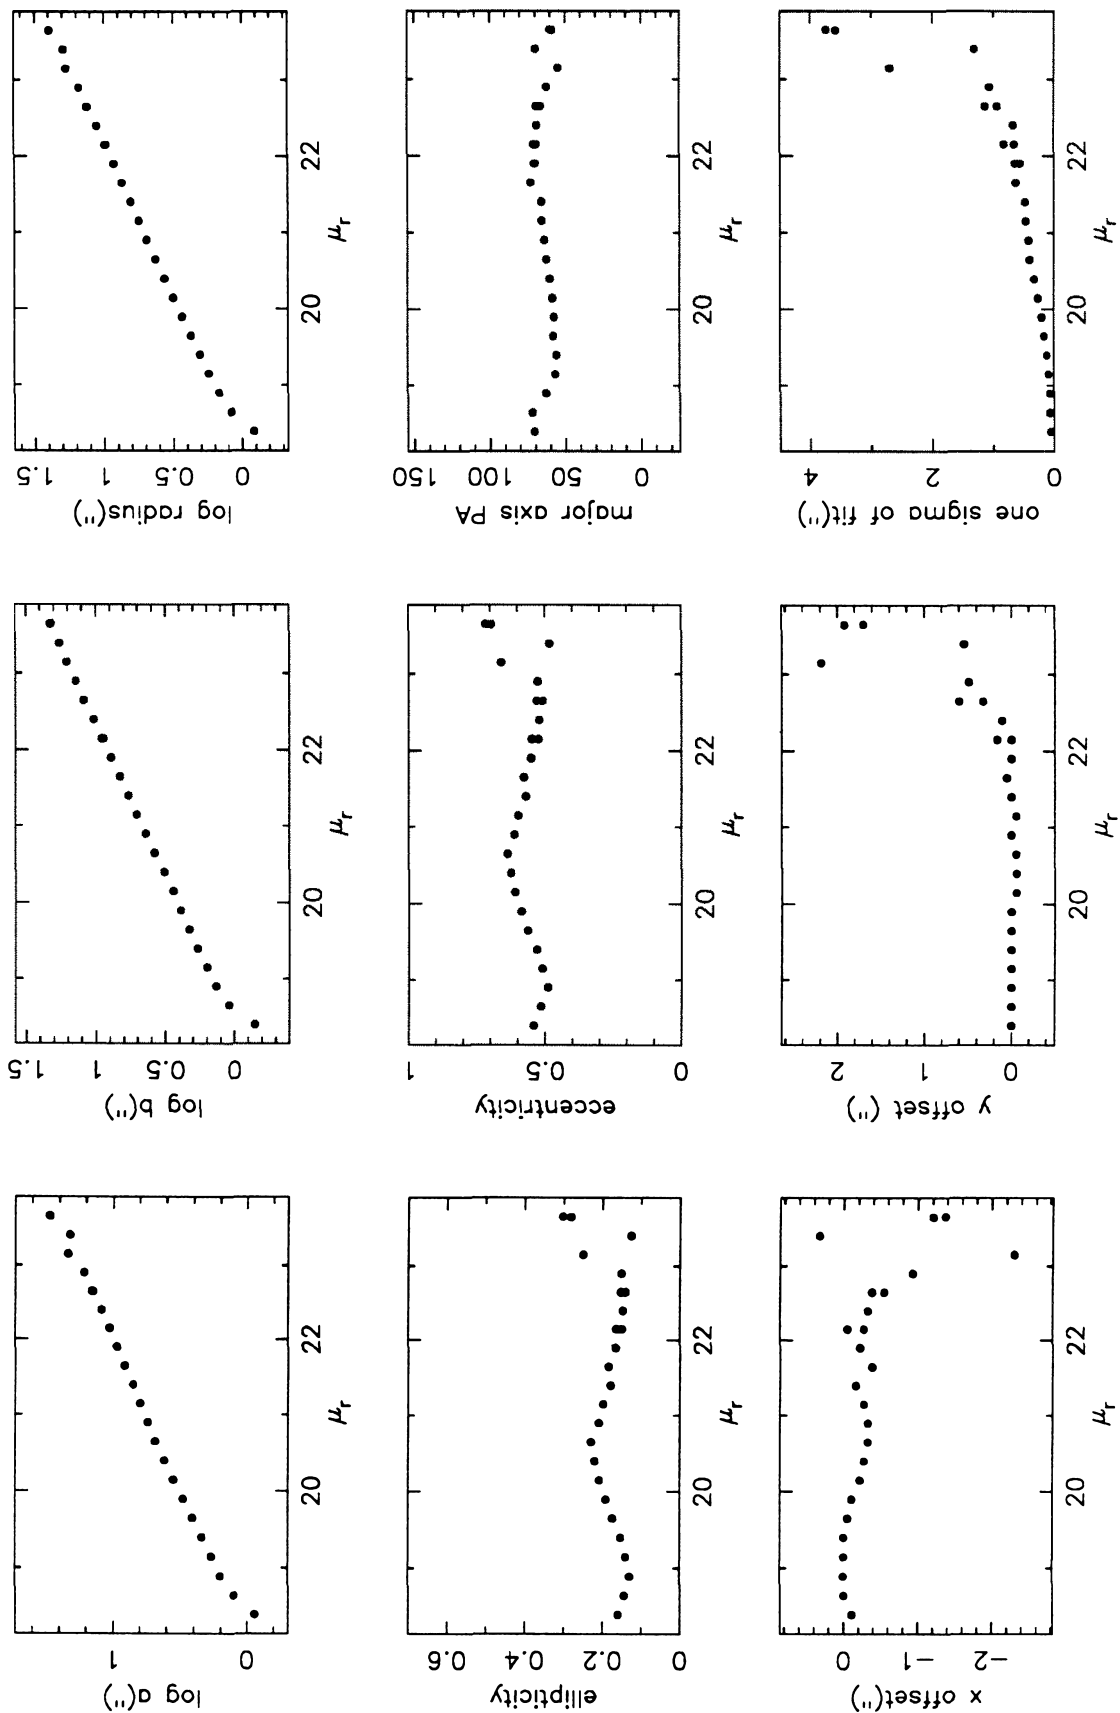 log a(")
1
0
20
22
μr
log b(")
1.5
1
0.5
0
20
22
μr
log radius(")
1.5
1
0.5
0
20
22
μr
ellipticity
0.6
0.4
0.2
0
20
22
μr
eccentricity
1
0.5
0
20
22
μr
major axis PA
150
100
50
0
20
22
μr
x offset(")
0
−1
−2
20
22
μr
y offset (")
2
1
0
20
22
μr
one sigma of fit(")
4
2
0
20
22
μr